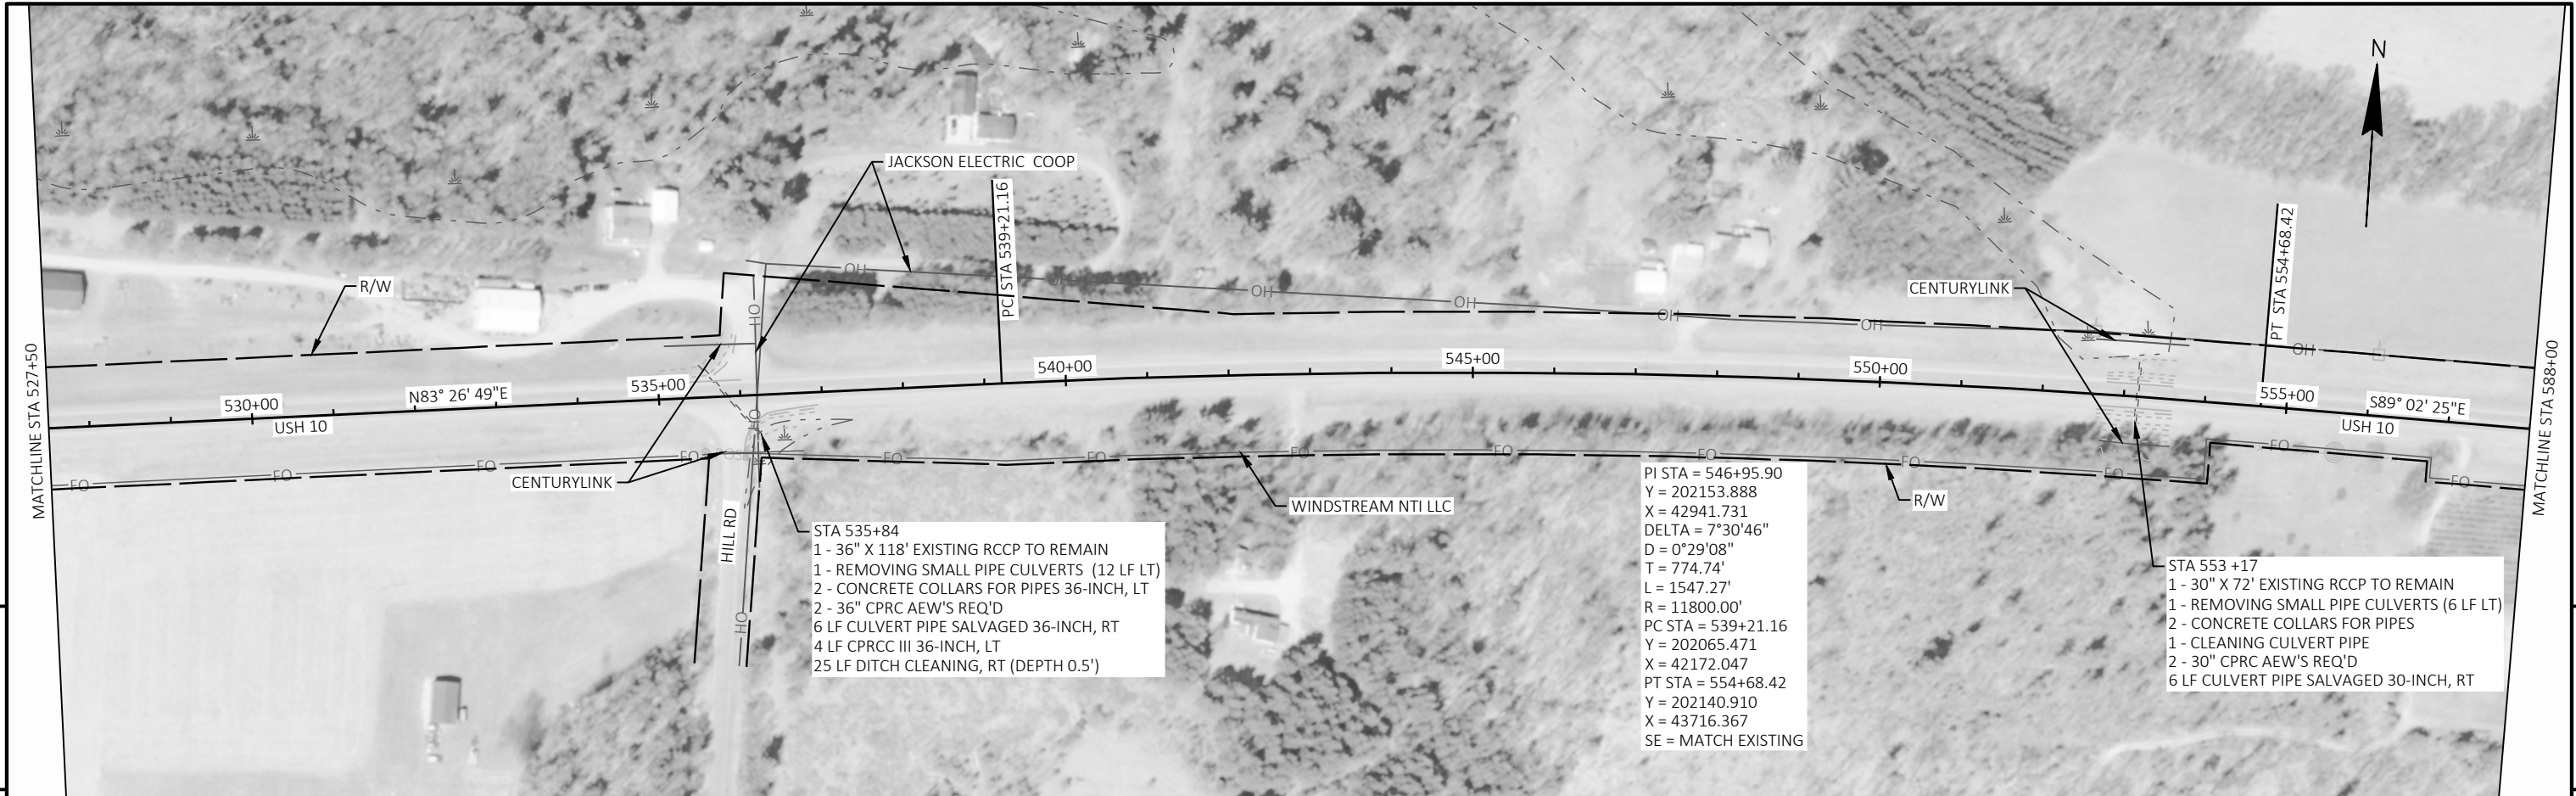 N
JACKSON ELECTRIC COOP
PC STA 539+21.16
PT STA 554+68.42
R/W
CENTURYLINK
OH
OH
OH
OH
OH
OH
OH
OH
OH
OH
OH
MATCHLINE STA 527+50
530+00
N83° 26' 49"E
535+00
540+00
545+00
550+00
555+00
S89° 02' 25"E
USH 10
USH 10
MATCHLINE STA 588+00
FO
FO
FO
FO
FO
FO
FO
FO
FO
FO
FO
FO
FO
CENTURYLINK
HILL RD
WINDSTREAM NTI LLC
R/W
STA 535+84
1 - 36" X 118' EXISTING RCCP TO REMAIN
1 - REMOVING SMALL PIPE CULVERTS (12 LF LT)
2 - CONCRETE COLLARS FOR PIPES 36-INCH, LT
2 - 36" CPRC AEW'S REQ'D
6 LF CULVERT PIPE SALVAGED 36-INCH, RT
4 LF CPRCC III 36-INCH, LT
25 LF DITCH CLEANING, RT (DEPTH 0.5')
PI STA = 546+95.90
Y = 202153.888
X = 42941.731
DELTA = 7°30'46"
D = 0°29'08"
T = 774.74'
L = 1547.27'
R = 11800.00'
PC STA = 539+21.16
Y = 202065.471
X = 42172.047
PT STA = 554+68.42
Y = 202140.910
X = 43716.367
SE = MATCH EXISTING
STA 553 +17
1 - 30" X 72' EXISTING RCCP TO REMAIN
1 - REMOVING SMALL PIPE CULVERTS (6 LF LT)
2 - CONCRETE COLLARS FOR PIPES
1 - CLEANING CULVERT PIPE
2 - 30" CPRC AEW'S REQ'D
6 LF CULVERT PIPE SALVAGED 30-INCH, RT